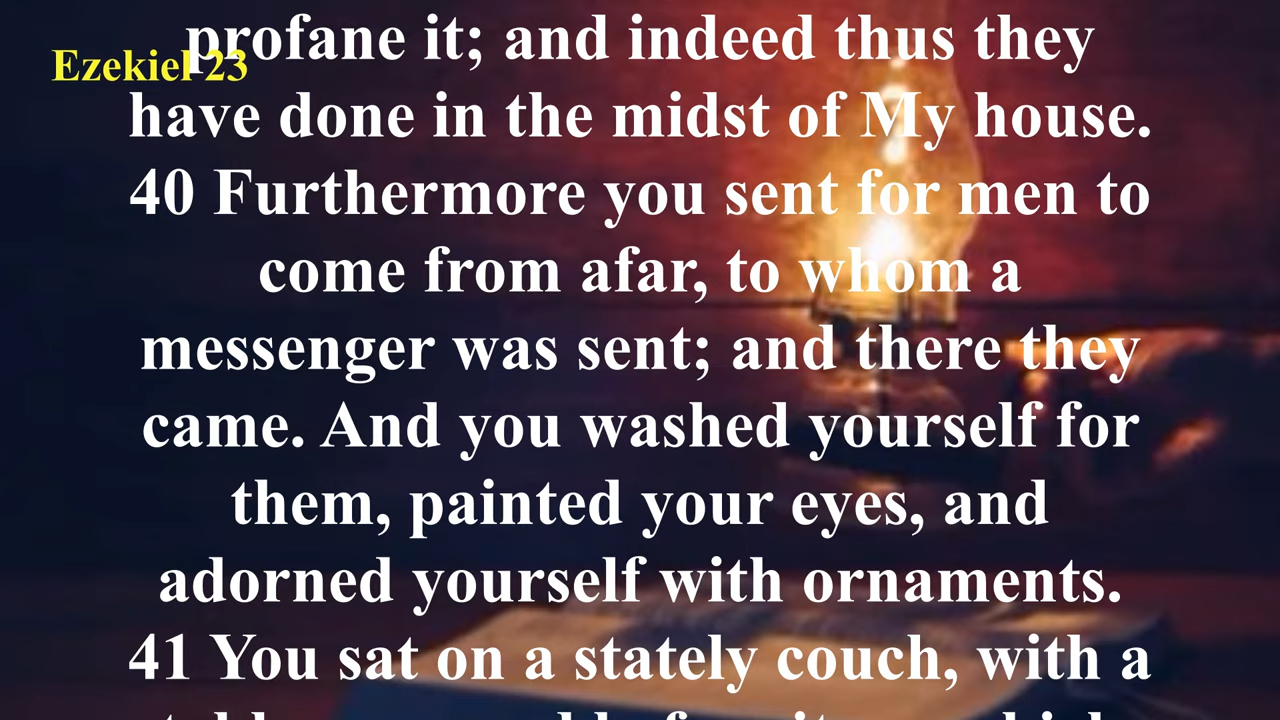 Ezekiel 23
profane it; and indeed thus they
have done in the midst of My house.
40 Furthermore you sent for men to
come from afar, to whom a
messenger was sent; and there they
came. And you washed yourself for
them, painted your eyes, and
adorned yourself with ornaments.
41 You sat on a stately couch, with a